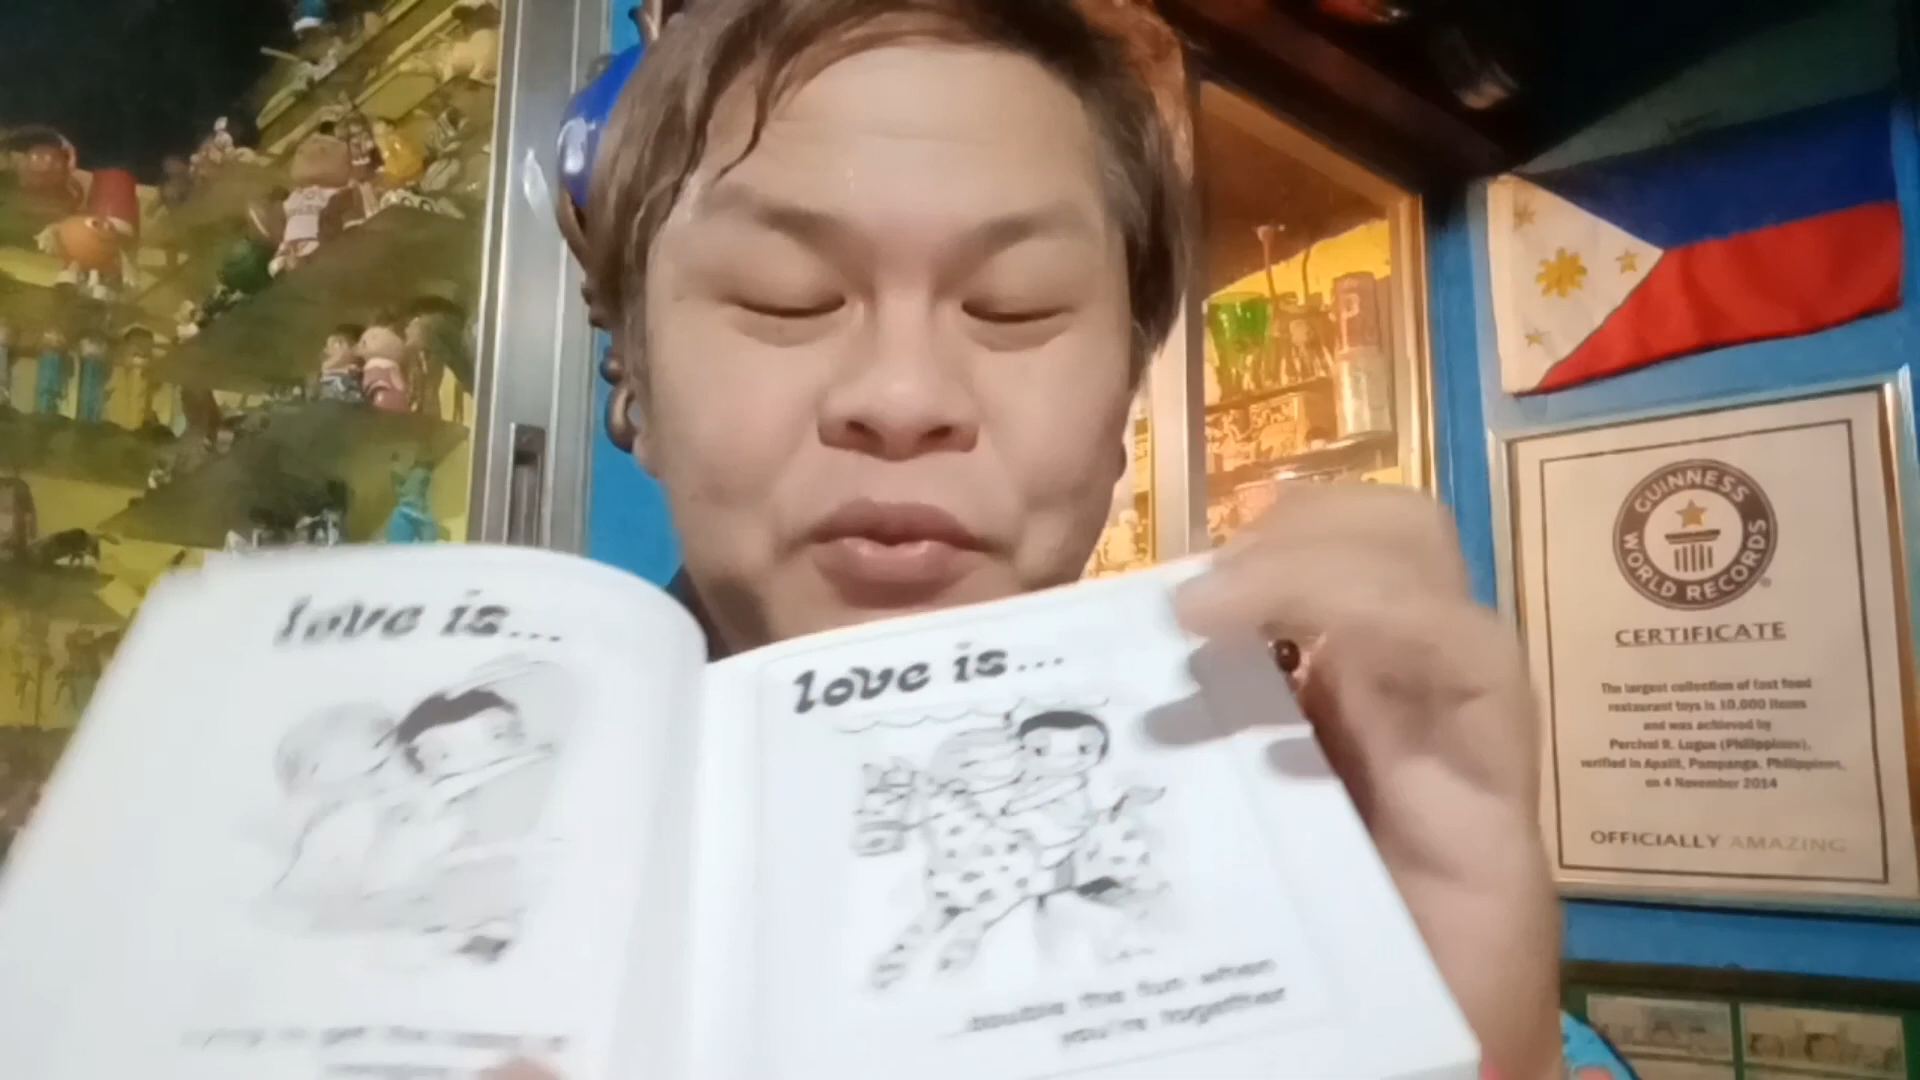 love is...
love is...
...double the fun when
you're together
GUINNESS
WORLD RECORDS
CERTIFICATE
The largest collection of fast food
restaurant toys is 10,000 items
and was achieved by
Percival R. Lugue (Philippines),
verified in Apalit, Pampanga, Philippines,
on 4 November 2014
OFFICIALLY AMAZING